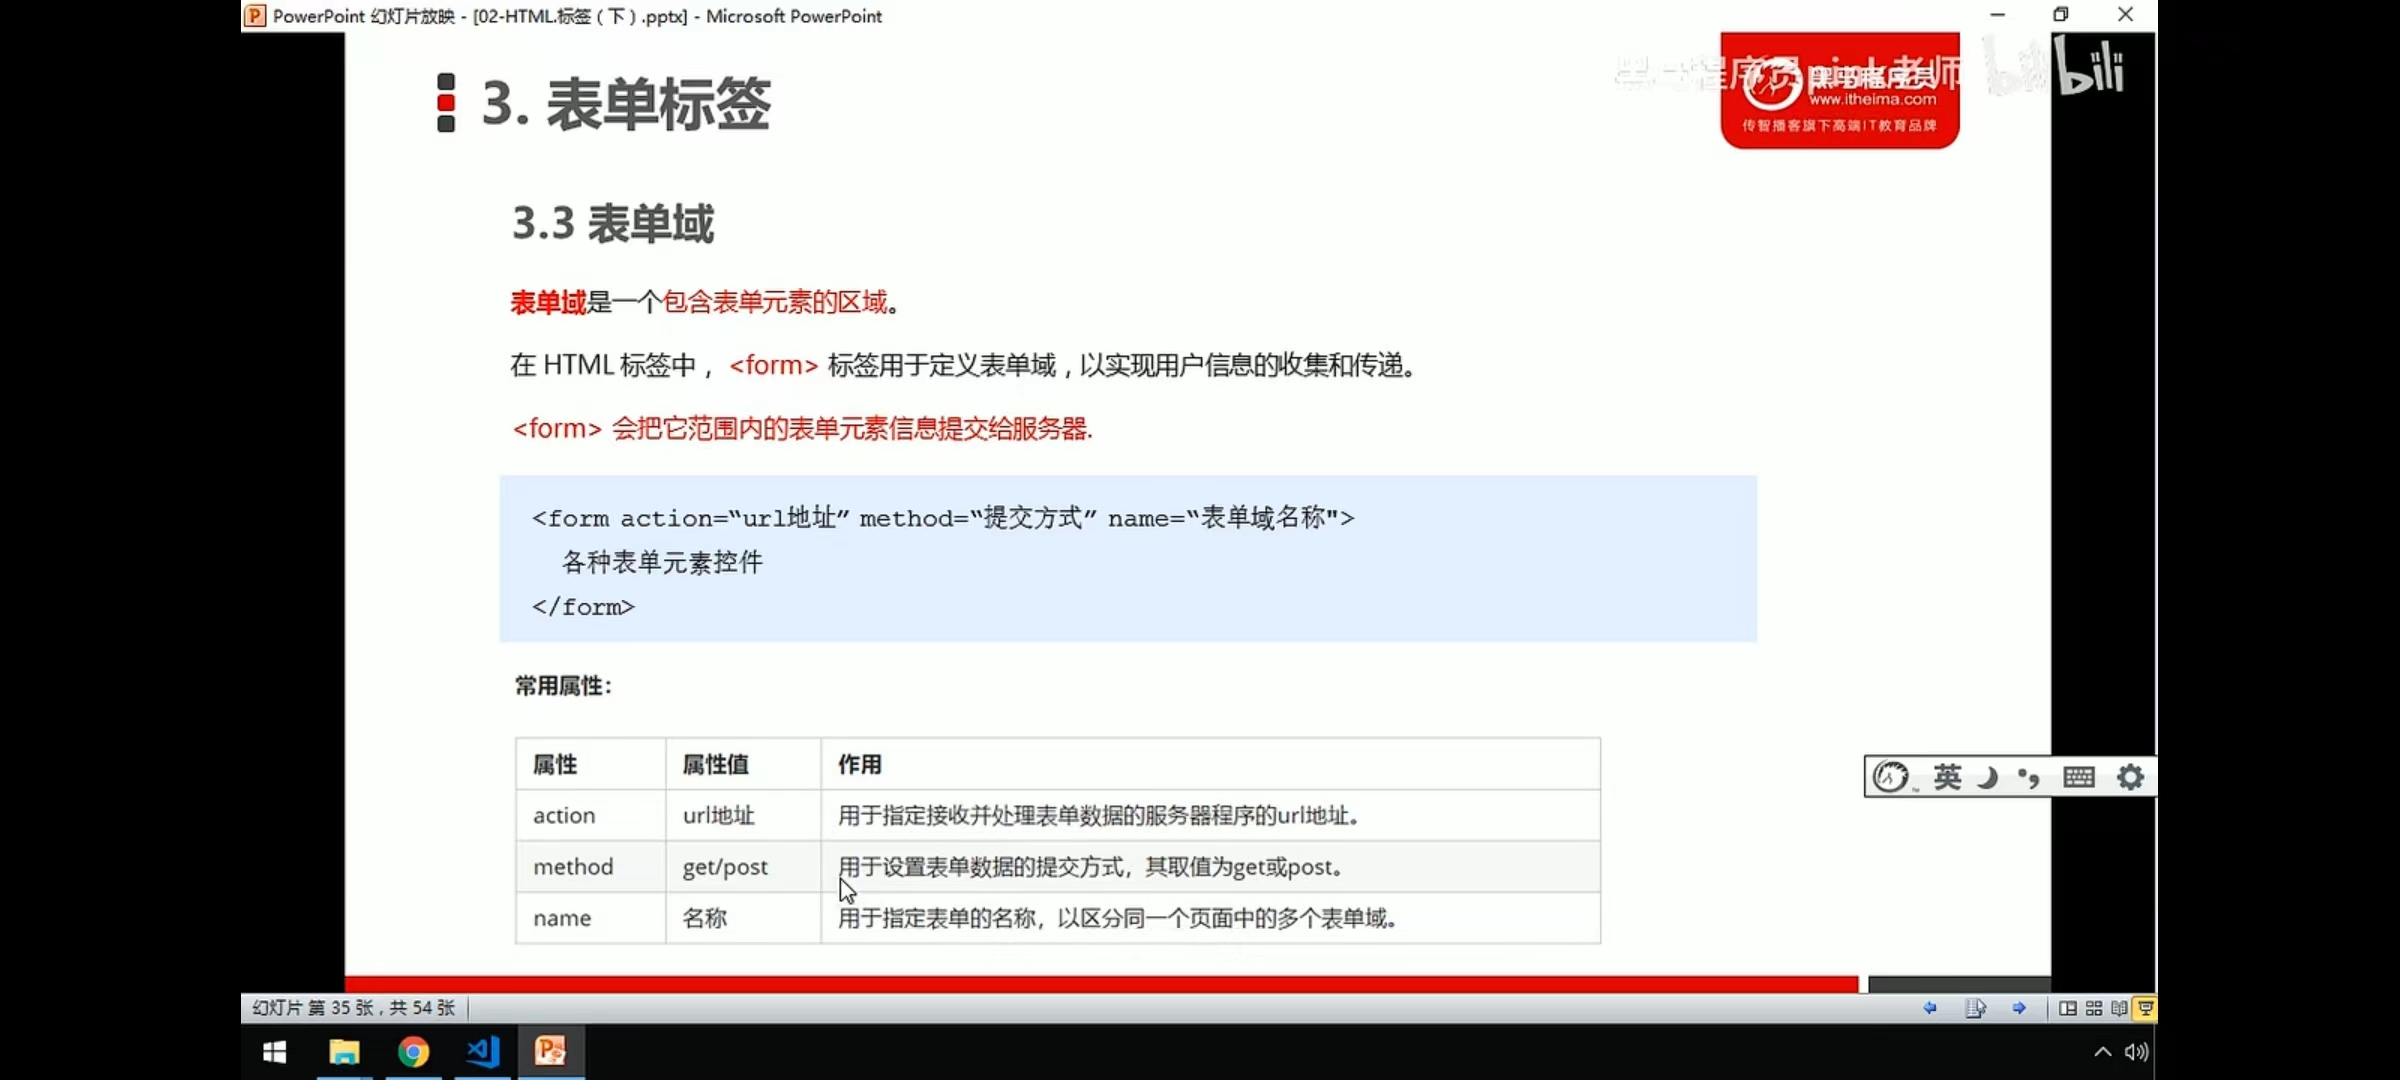 PowerPoint 幻灯片放映 - [02-HTML标签（下）.pptx] - Microsoft PowerPoint
黑马程序员pink老师
bilibili
www.itheima.com
传智播客旗下高端IT教育品牌
3. 表单标签
3.3 表单域
表单域是一个包含表单元素的区域。
在 HTML 标签中， <form> 标签用于定义表单域，以实现用户信息的收集和传递。
<form> 会把它范围内的表单元素信息提交给服务器.
<form action=“url地址” method=“提交方式” name=“表单域名称">
各种表单元素控件
</form>
常用属性：
属性 属性值 作用
action url地址 用于指定接收并处理表单数据的服务器程序的url地址。
method get/post 用于设置表单数据的提交方式，其取值为get或post。
name 名称 用于指定表单的名称，以区分同一个页面中的多个表单域。
英
幻灯片 第 35 张，共 54 张